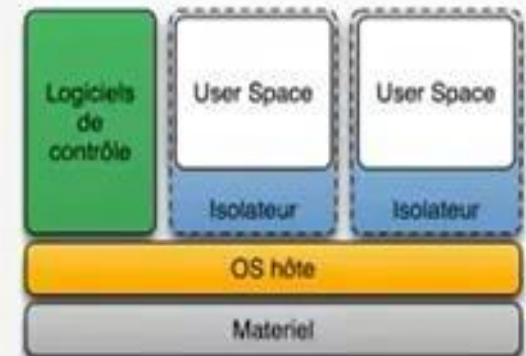 Logiciels
de
contrôle
User Space
User Space
Isolateur
Isolateur
OS hôte
Materiel